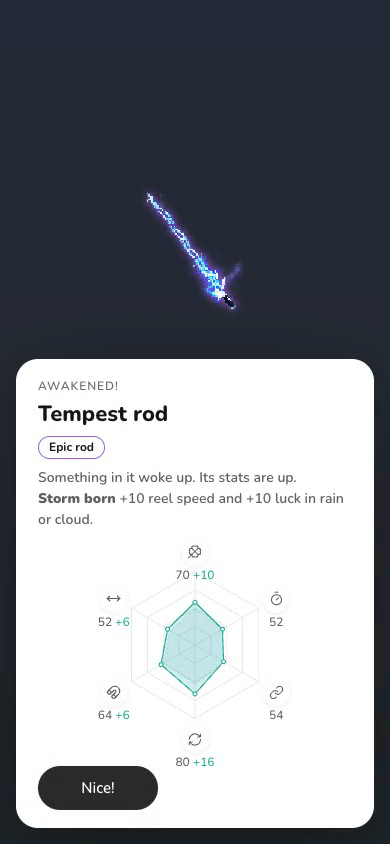 AWAKENED!
Tempest rod
Epic rod
Something in it woke up. Its stats are up.
Storm born +10 reel speed and +10 luck in rain
or cloud.
70 +10
52 +6
52
64 +6
54
80 +16
Nice!